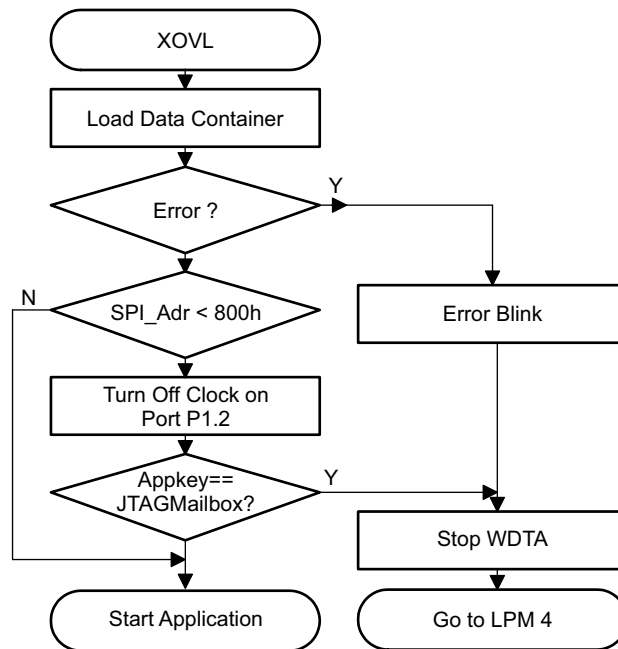 XOVL
Load Data Container
Error ?
Y
N
SPI_Adr < 800h
Error Blink
Turn Off Clock on
Port P1.2
Appkey==
JTAGMailbox?
Y
Stop WDTA
Start Application
Go to LPM 4